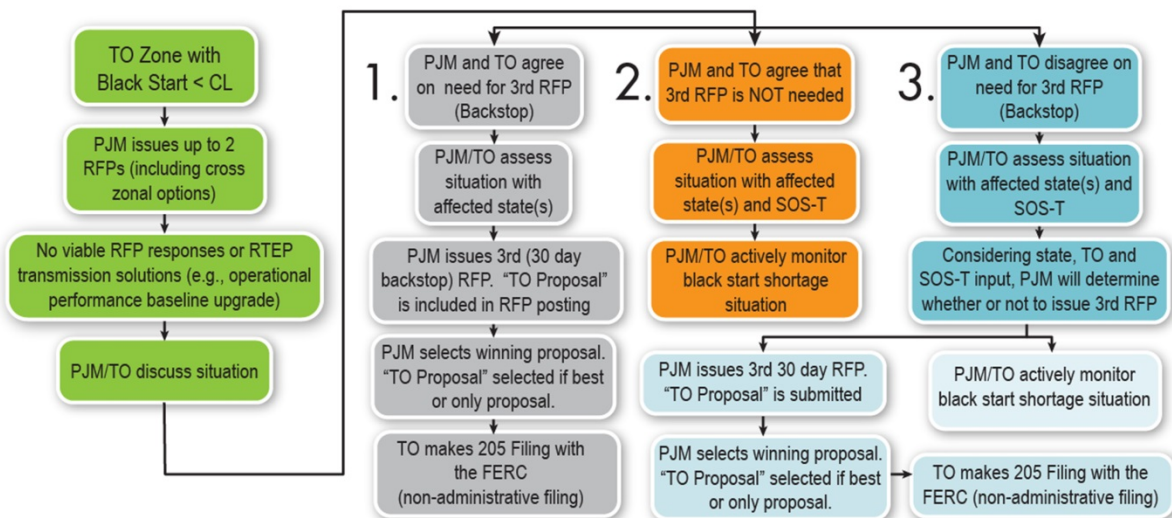 TO Zone with
Black Start < CL
PJM issues up to 2
RFPs (including cross
zonal options)
No viable RFP responses or RTEP
transmission solutions (e.g., operational
performance baseline upgrade)
PJM/TO discuss situation
1.
PJM and TO agree
on need for 3rd RFP
(Backstop)
PJM/TO assess
situation with
affected state(s)
PJM issues 3rd (30 day
backstop) RFP. “TO Proposal”
is included in RFP posting
PJM selects winning proposal.
“TO Proposal” selected if best
or only proposal.
TO makes 205 Filing with
the FERC
(non-administrative filing)
2.
PJM and TO agree that
3rd RFP is NOT needed
PJM/TO assess
situation with affected
state(s) and SOS-T
PJM/TO actively monitor
black start shortage
situation
3.
PJM and TO disagree on
need for 3rd RFP
(Backstop)
PJM/TO assess situation
with affected state(s) and
SOS-T
Considering state, TO and
SOS-T input, PJM will determine
whether or not to issue 3rd RFP
PJM issues 3rd 30 day RFP.
“TO Proposal” is submitted
PJM selects winning proposal.
“TO Proposal” selected if best
or only proposal.
TO makes 205 Filing with the
FERC (non-administrative filing)
PJM/TO actively monitor
black start shortage situation